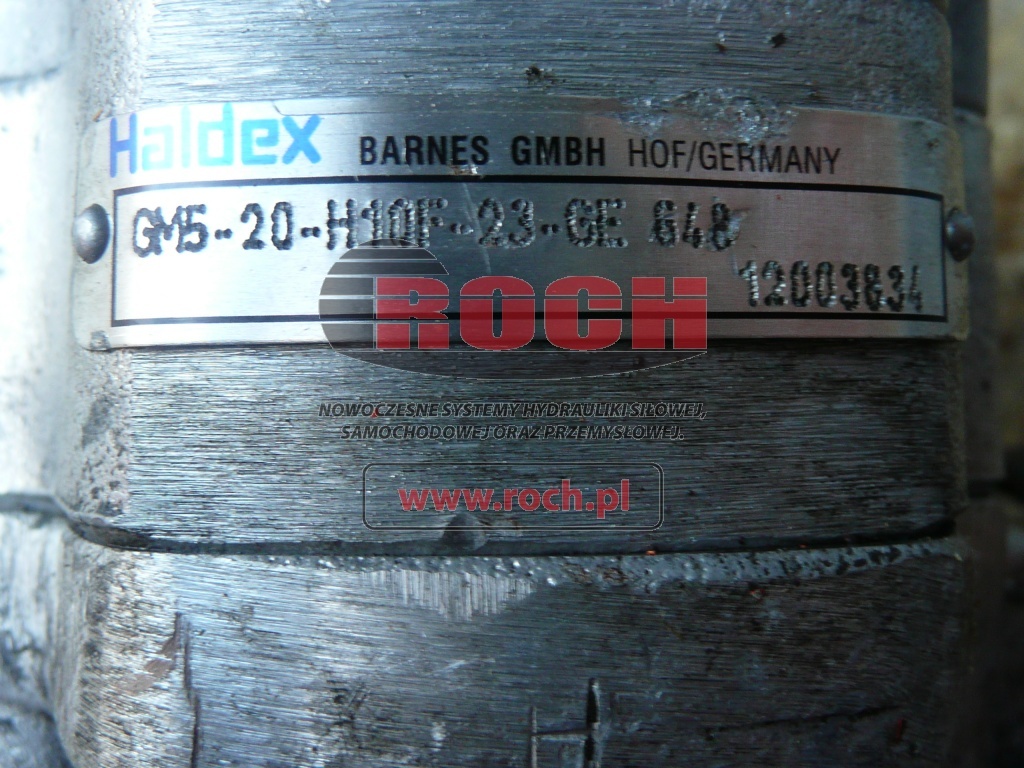 Haldex BARNES GMBH HOF/GERMANY
GM5-20-H10F-23-GE 648
12003834
ROCH
NOWOCZESNE SYSTEMY HYDRAULIKI SIŁOWEJ,
SAMOCHODOWEJ ORAZ PRZEMYSŁOWEJ.
www.roch.pl